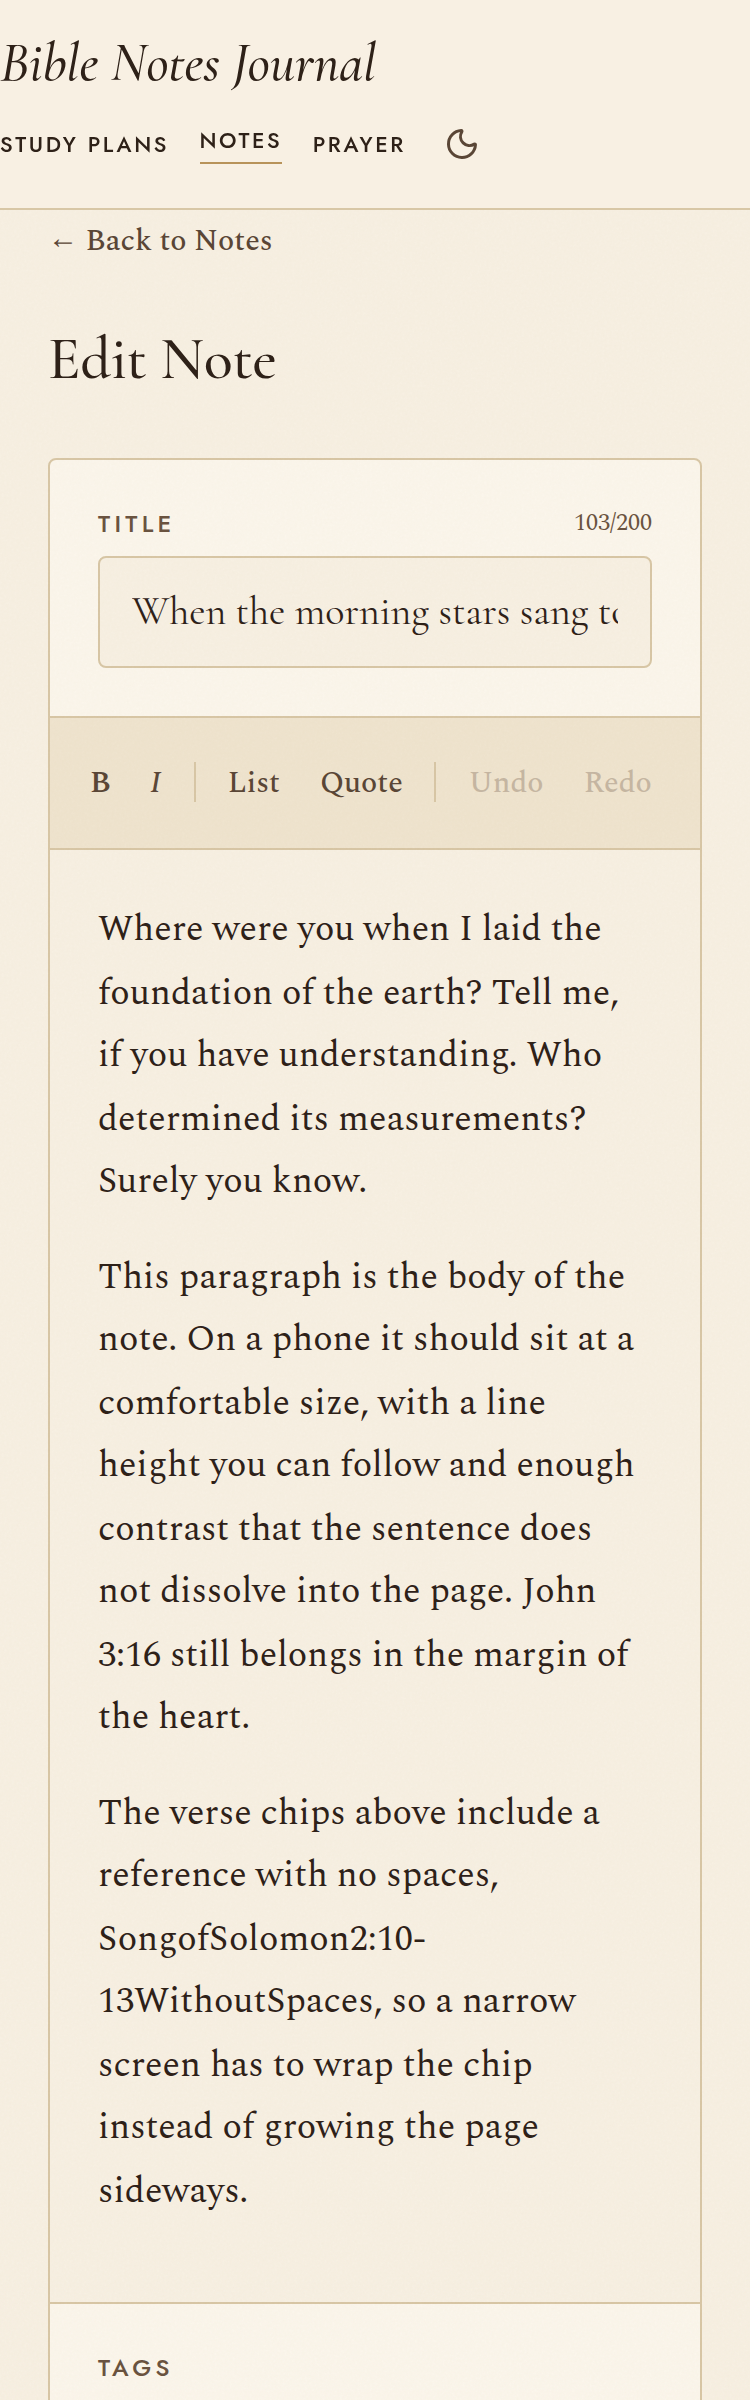 Bible Notes Journal
STUDY PLANS NOTES PRAYER
← Back to Notes
Edit Note
TITLE 103/200
When the morning stars sang to
B I List Quote Undo Redo
Where were you when I laid the
foundation of the earth? Tell me,
if you have understanding. Who
determined its measurements?
Surely you know.
This paragraph is the body of the
note. On a phone it should sit at a
comfortable size, with a line
height you can follow and enough
contrast that the sentence does
not dissolve into the page. John
3:16 still belongs in the margin of
the heart.
The verse chips above include a
reference with no spaces,
SongofSolomon2:10-
13WithoutSpaces, so a narrow
screen has to wrap the chip
instead of growing the page
sideways.
TAGS